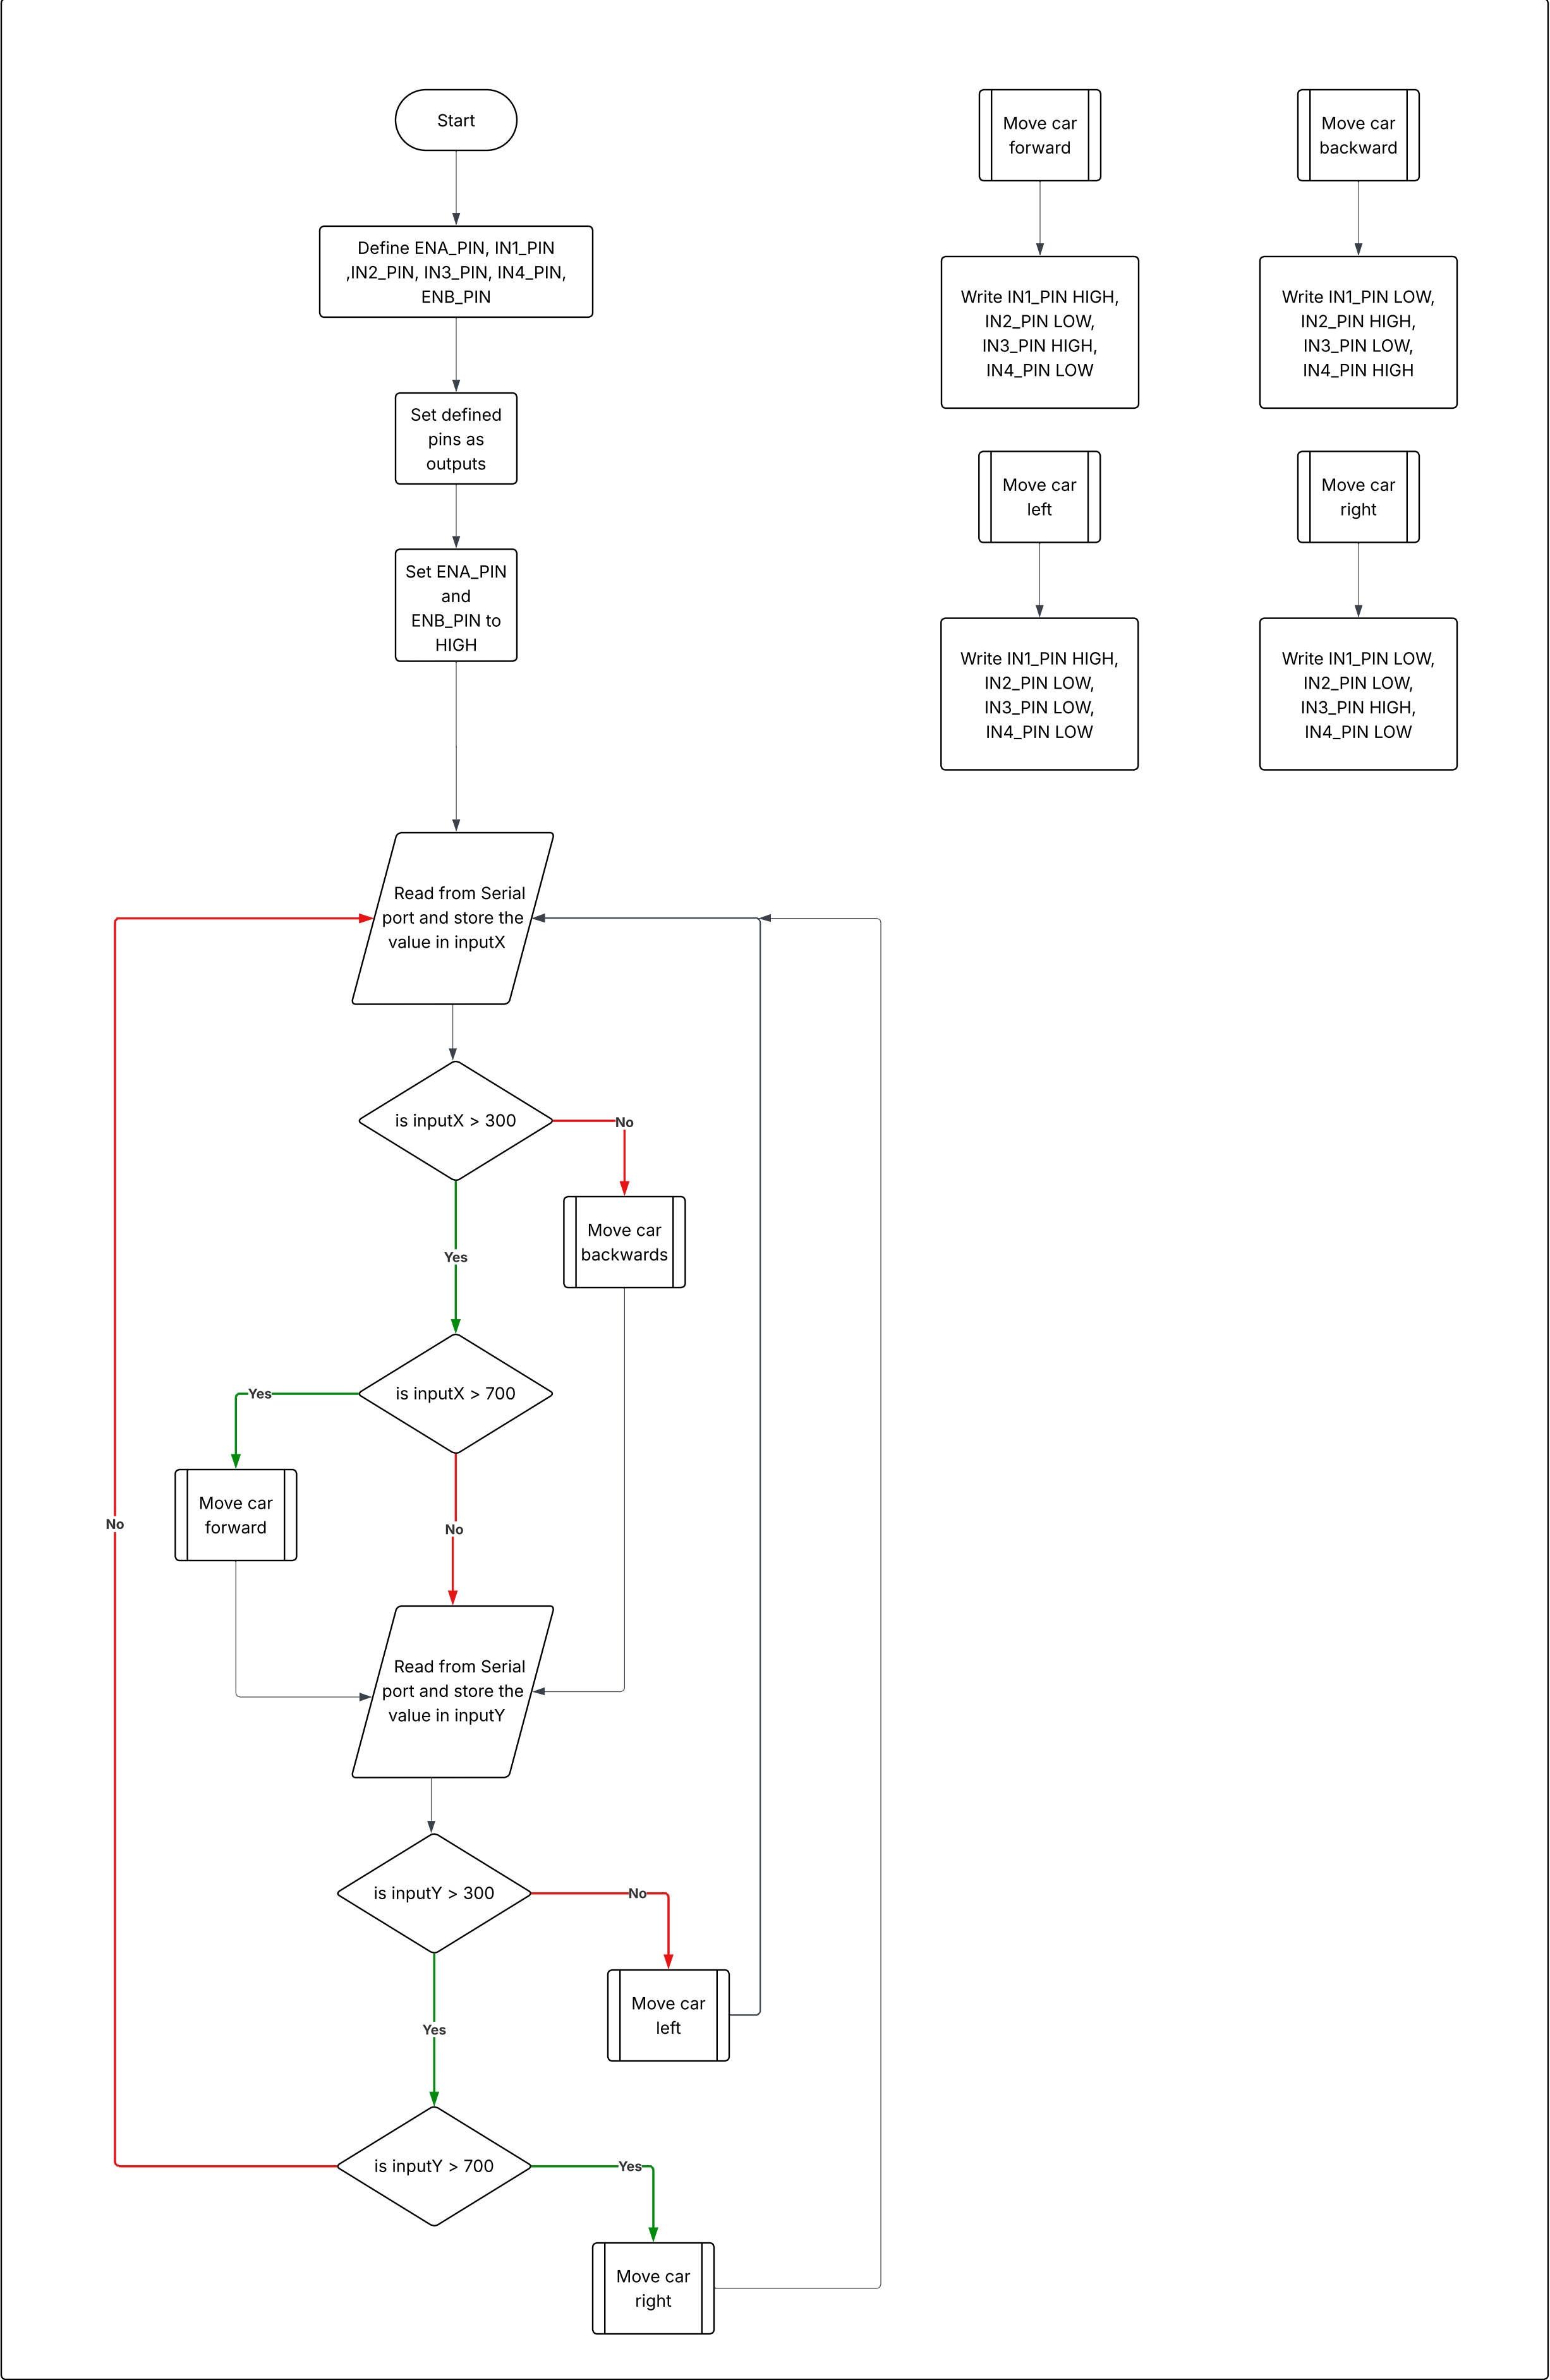 Start
Define ENA_PIN, IN1_PIN
,IN2_PIN, IN3_PIN, IN4_PIN,
ENB_PIN
Set defined
pins as
outputs
Set ENA_PIN
and
ENB_PIN to
HIGH
Move car
forward
Write IN1_PIN HIGH,
IN2_PIN LOW,
IN3_PIN HIGH,
IN4_PIN LOW
Move car
backward
Write IN1_PIN LOW,
IN2_PIN HIGH,
IN3_PIN LOW,
IN4_PIN HIGH
Move car
left
Write IN1_PIN HIGH,
IN2_PIN LOW,
IN3_PIN LOW,
IN4_PIN LOW
Move car
right
Write IN1_PIN LOW,
IN2_PIN LOW,
IN3_PIN HIGH,
IN4_PIN LOW
Read from Serial
port and store the
value in inputX
is inputX > 300
No
Move car
backwards
Yes
is inputX > 700
Yes
Move car
forward
No
No
Read from Serial
port and store the
value in inputY
is inputY > 300
No
Move car
left
Yes
is inputY > 700
Yes
Move car
right